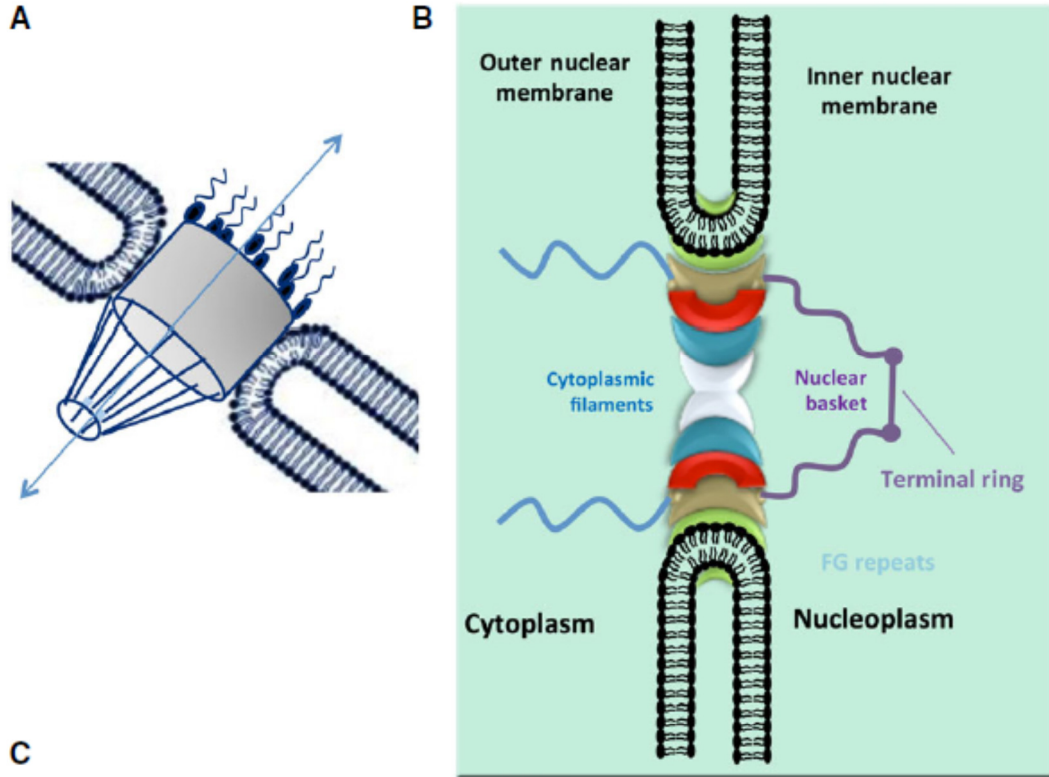 A
B
Outer nuclear
membrane
Inner nuclear
membrane
Cytoplasmic
filaments
Nuclear
basket
Terminal ring
FG repeats
Cytoplasm
Nucleoplasm
C